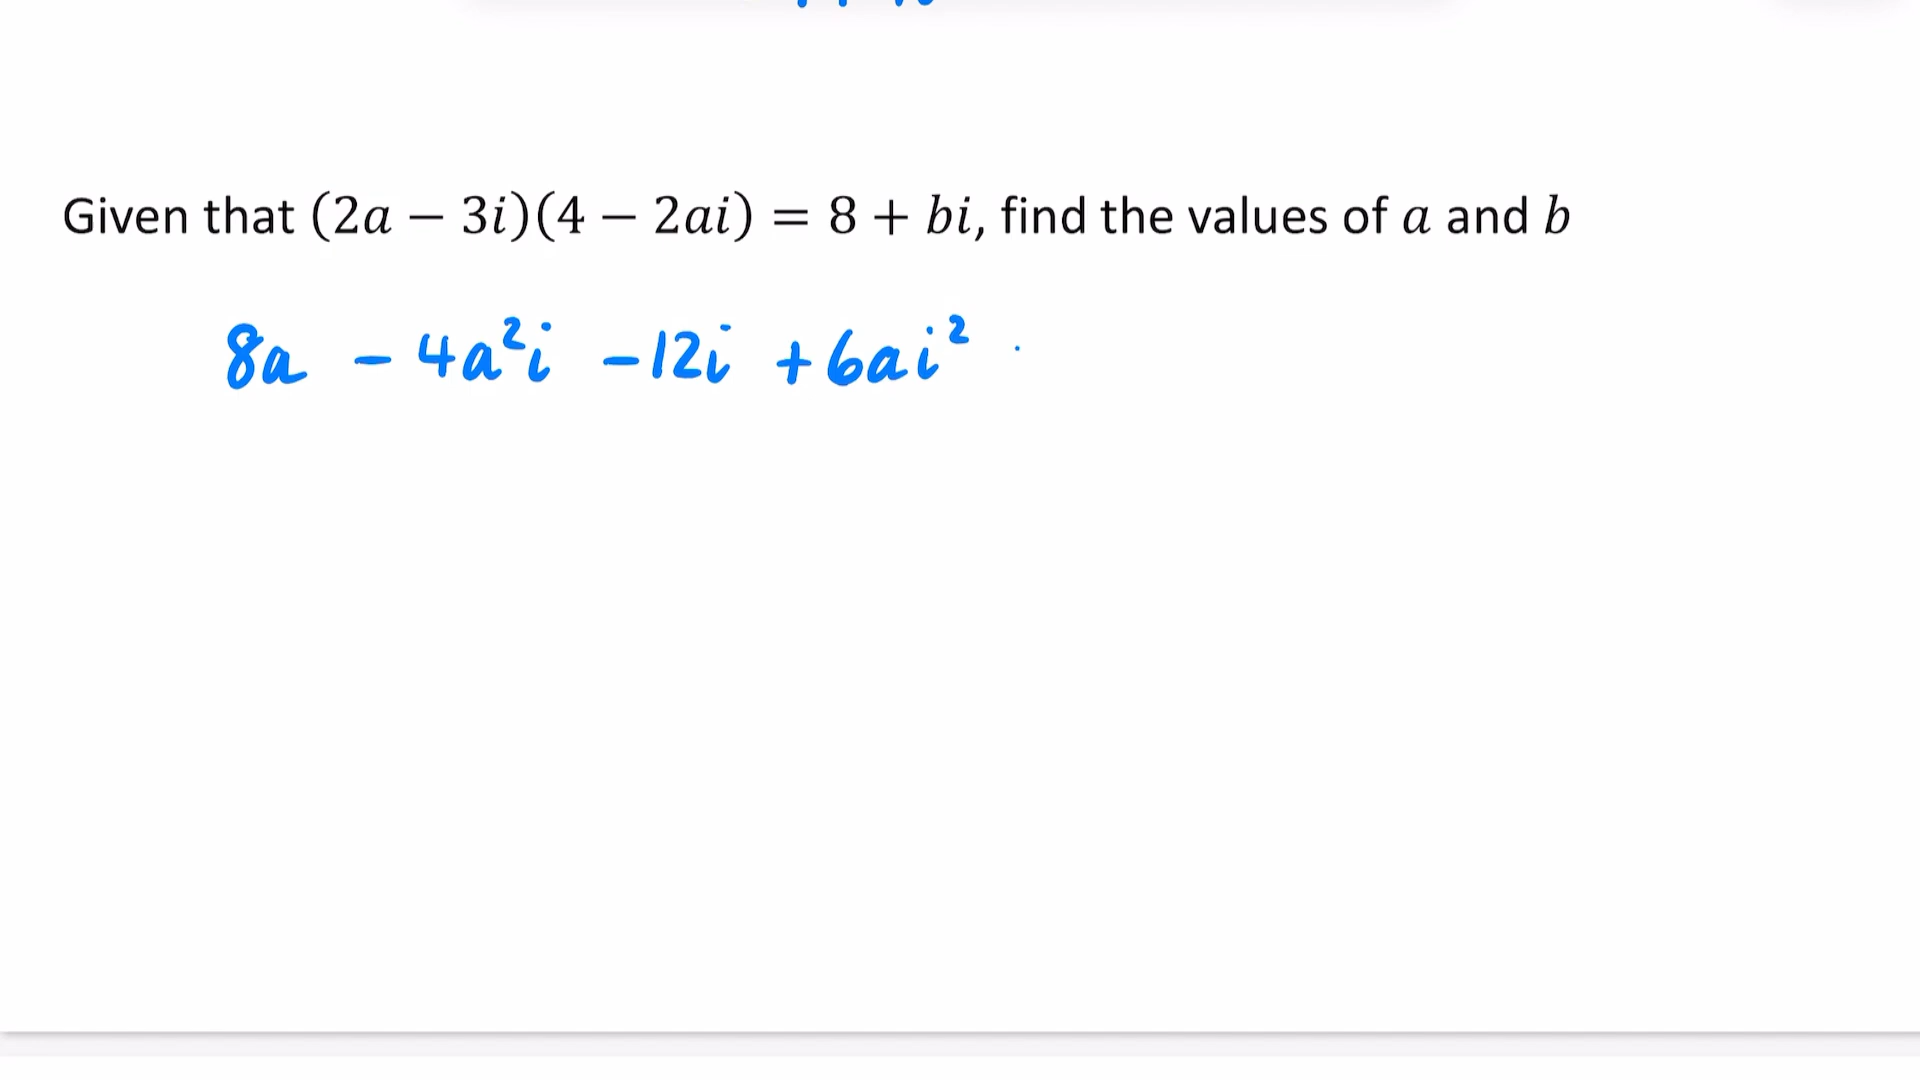 Given that (2a − 3i)(4 − 2ai) = 8 + bi, find the values of a and b
8a − 4a²i − 12i + 6ai²